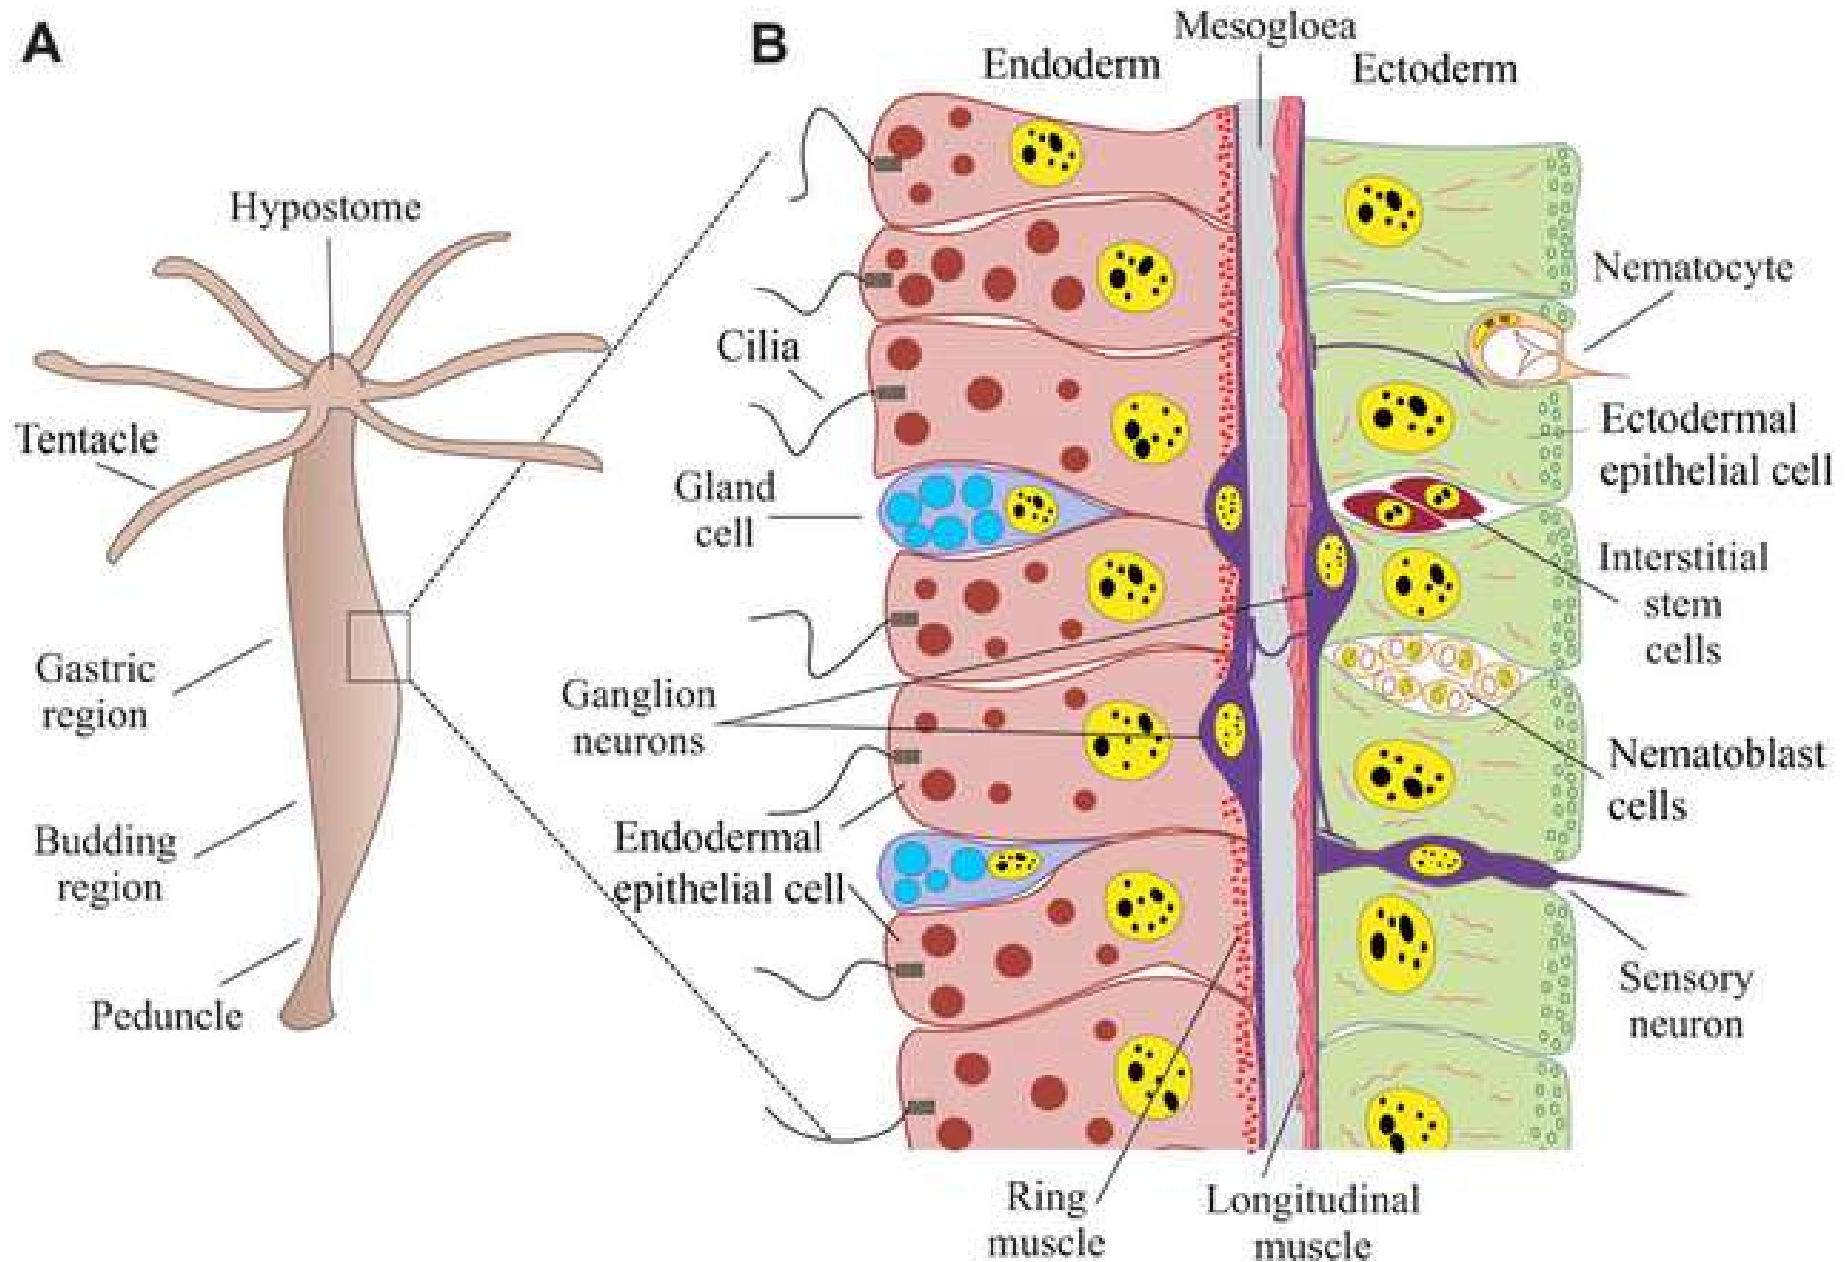 A
Hypostome
Tentacle
Gastric
region
Budding
region
Peduncle
B
Mesogloea
Endoderm
Ectoderm
Cilia
Gland
cell
Ganglion
neurons
Endodermal
epithelial cell
Ring
muscle
Longitudinal
muscle
Nematocyte
Ectodermal
epithelial cell
Interstitial
stem
cells
Nematoblast
cells
Sensory
neuron